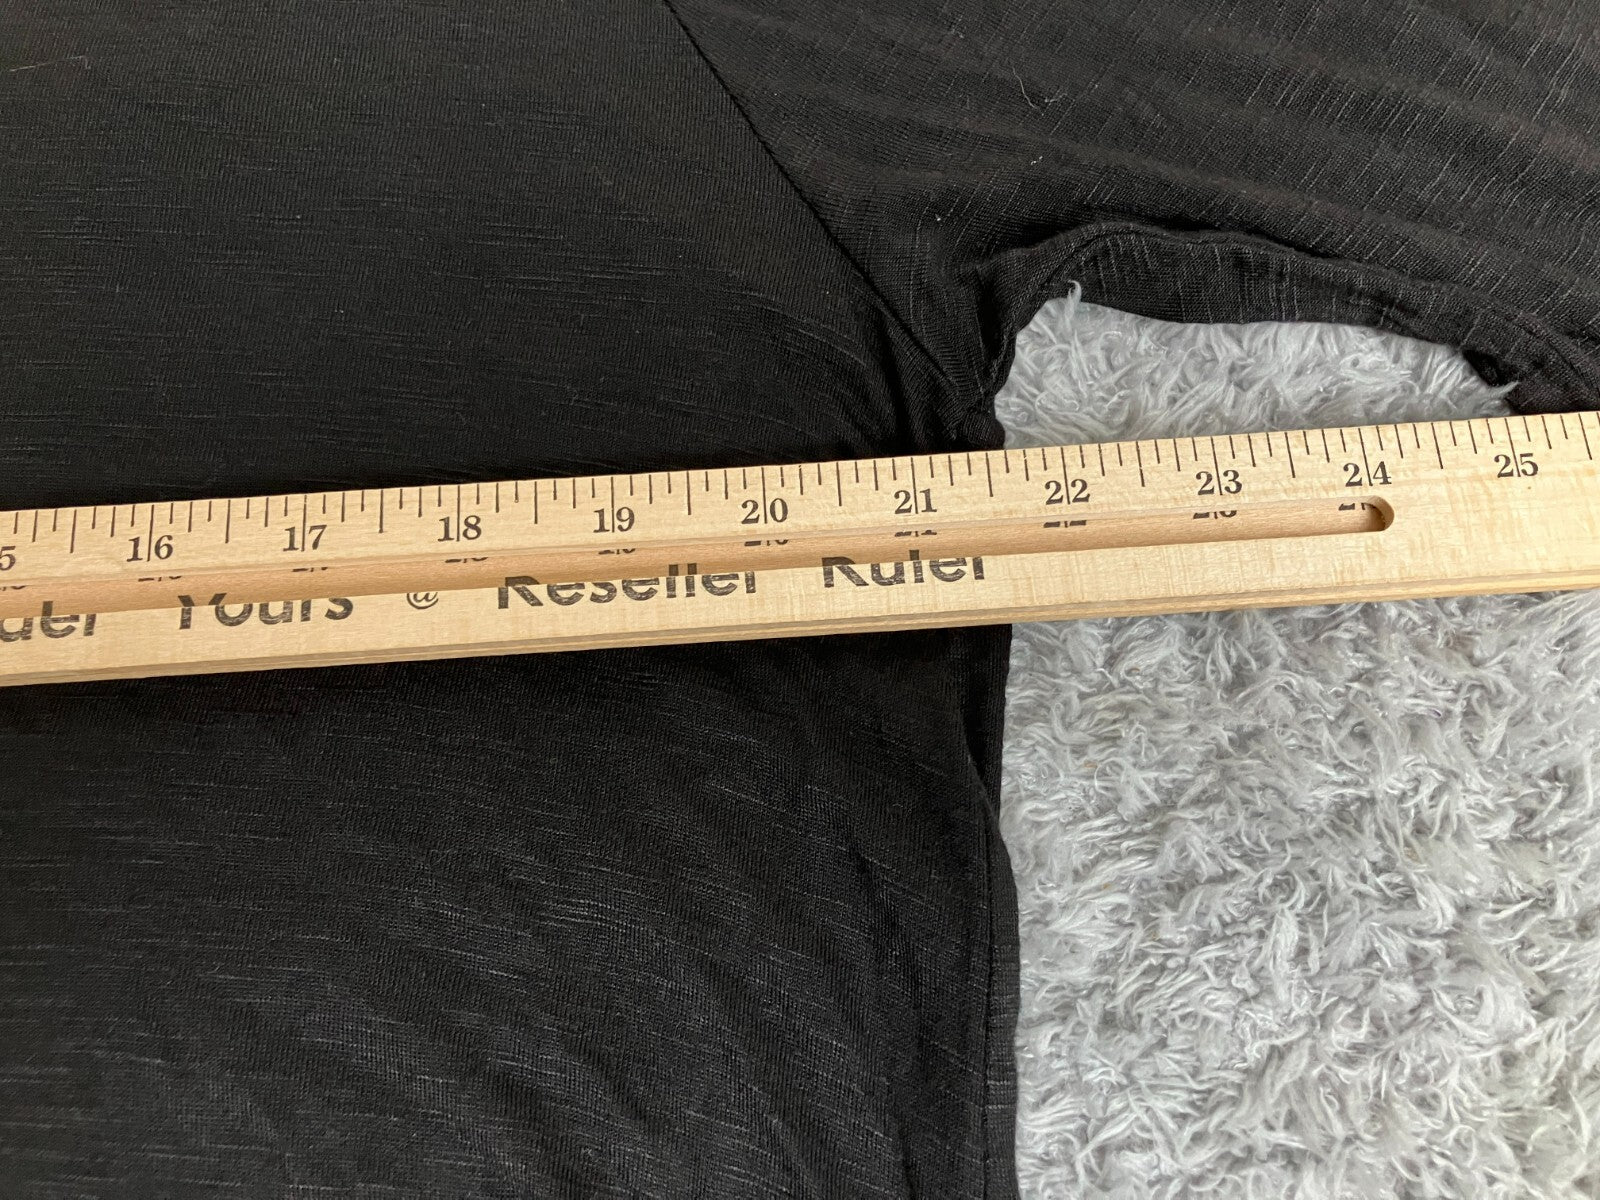 16 17 18 19 20 21 22 23 24 25
Yours @ Reseller Ruler